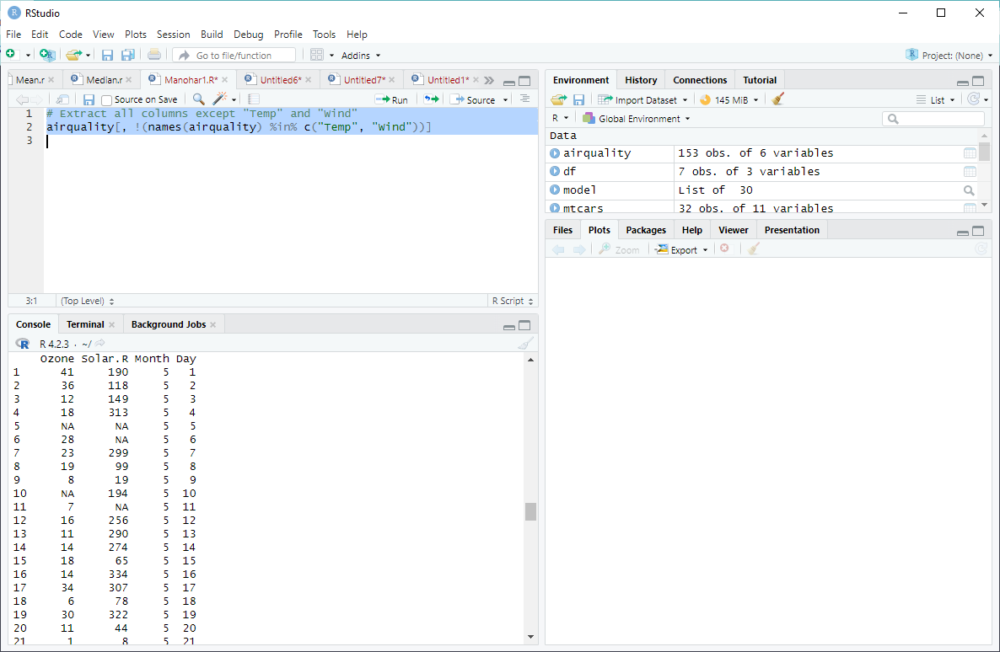 RStudio
File Edit Code View Plots Session Build Debug Profile Tools Help
Go to file/function Addins Project: (None)
Mean.r Median.r Manohar1.R* Untitled6* Untitled7* Untitled1*
Source on Save Run Source
1 # Extract all columns except "Temp" and "Wind"
2 airquality[, !(names(airquality) %in% c("Temp", "Wind"))]
3
3:1 (Top Level) R Script
Console Terminal Background Jobs
R 4.2.3 · ~/
Ozone Solar.R Month Day
1 41 190 5 1
2 36 118 5 2
3 12 149 5 3
4 18 313 5 4
5 NA NA 5 5
6 28 NA 5 6
7 23 299 5 7
8 19 99 5 8
9 8 19 5 9
10 NA 194 5 10
11 7 NA 5 11
12 16 256 5 12
13 11 290 5 13
14 14 274 5 14
15 18 65 5 15
16 14 334 5 16
17 34 307 5 17
18 6 78 5 18
19 30 322 5 19
20 11 44 5 20
21 1 8 5 21
Environment History Connections Tutorial
Import Dataset 145 MiB List
R Global Environment
Data
airquality 153 obs. of 6 variables
df 7 obs. of 3 variables
model List of 30
mtcars 32 obs. of 11 variables
Files Plots Packages Help Viewer Presentation
Zoom Export